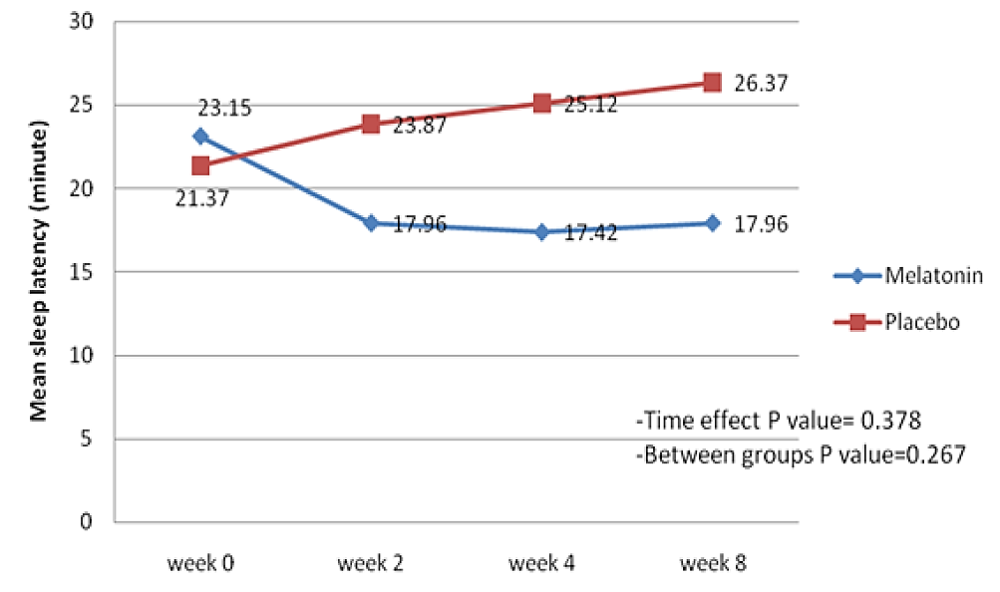 Mean sleep latency (minute)
30
25
20
15
10
5
0
23.15
21.37
23.87
17.96
25.12
17.42
26.37
17.96
Melatonin
Placebo
-Time effect P value= 0.378
-Between groups P value=0.267
week 0 week 2 week 4 week 8